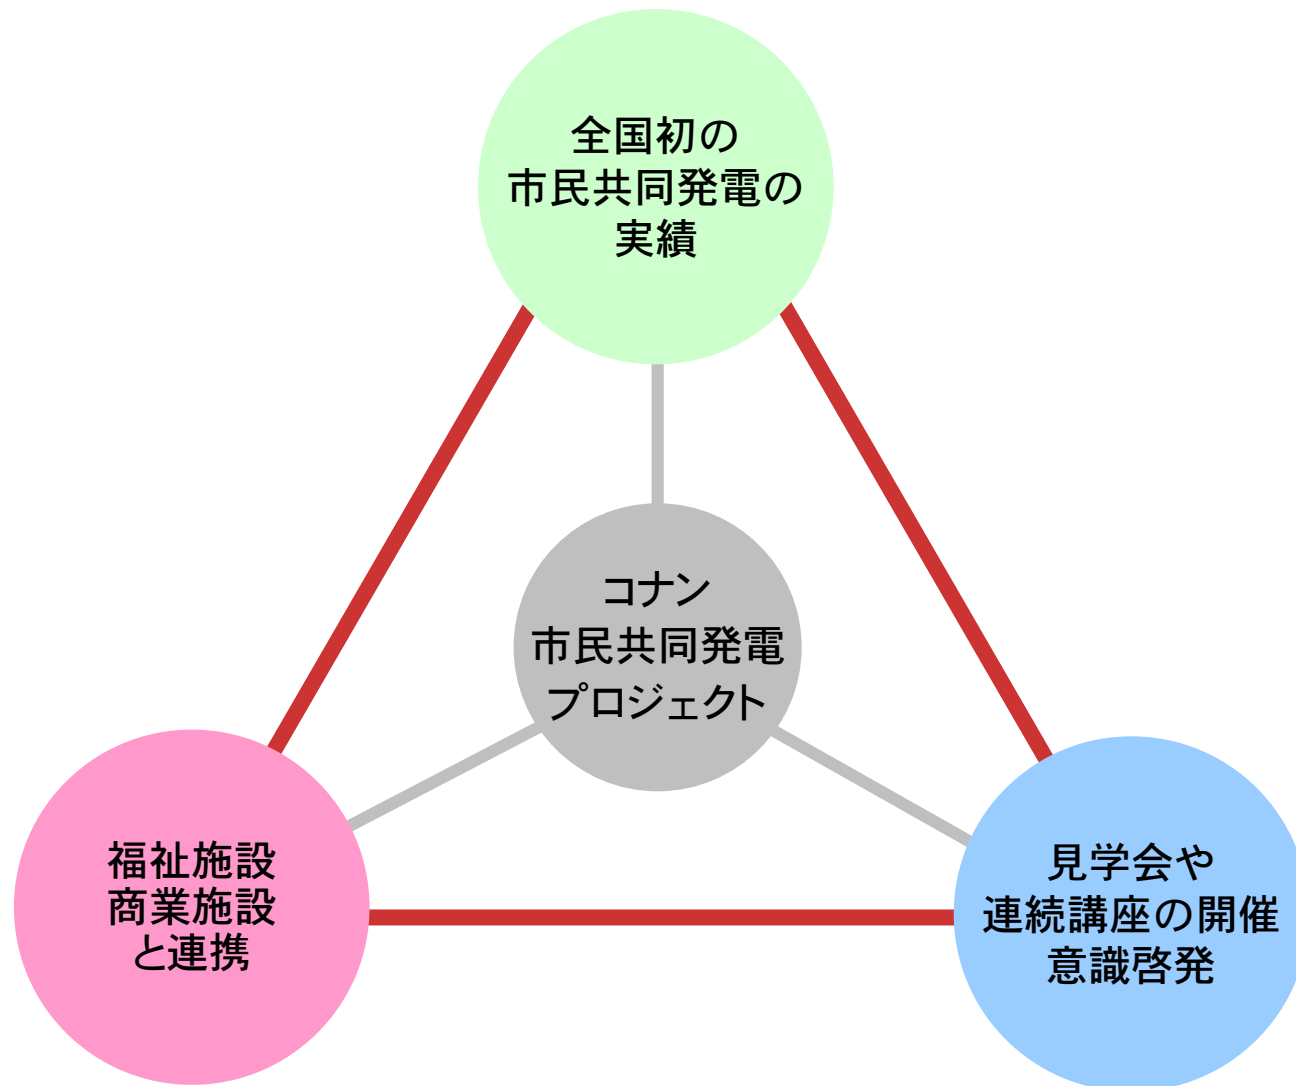 全国初の
市民共同発電の
実績
コナン
市民共同発電
プロジェクト
福祉施設
商業施設
と連携
見学会や
連続講座の開催
意識啓発